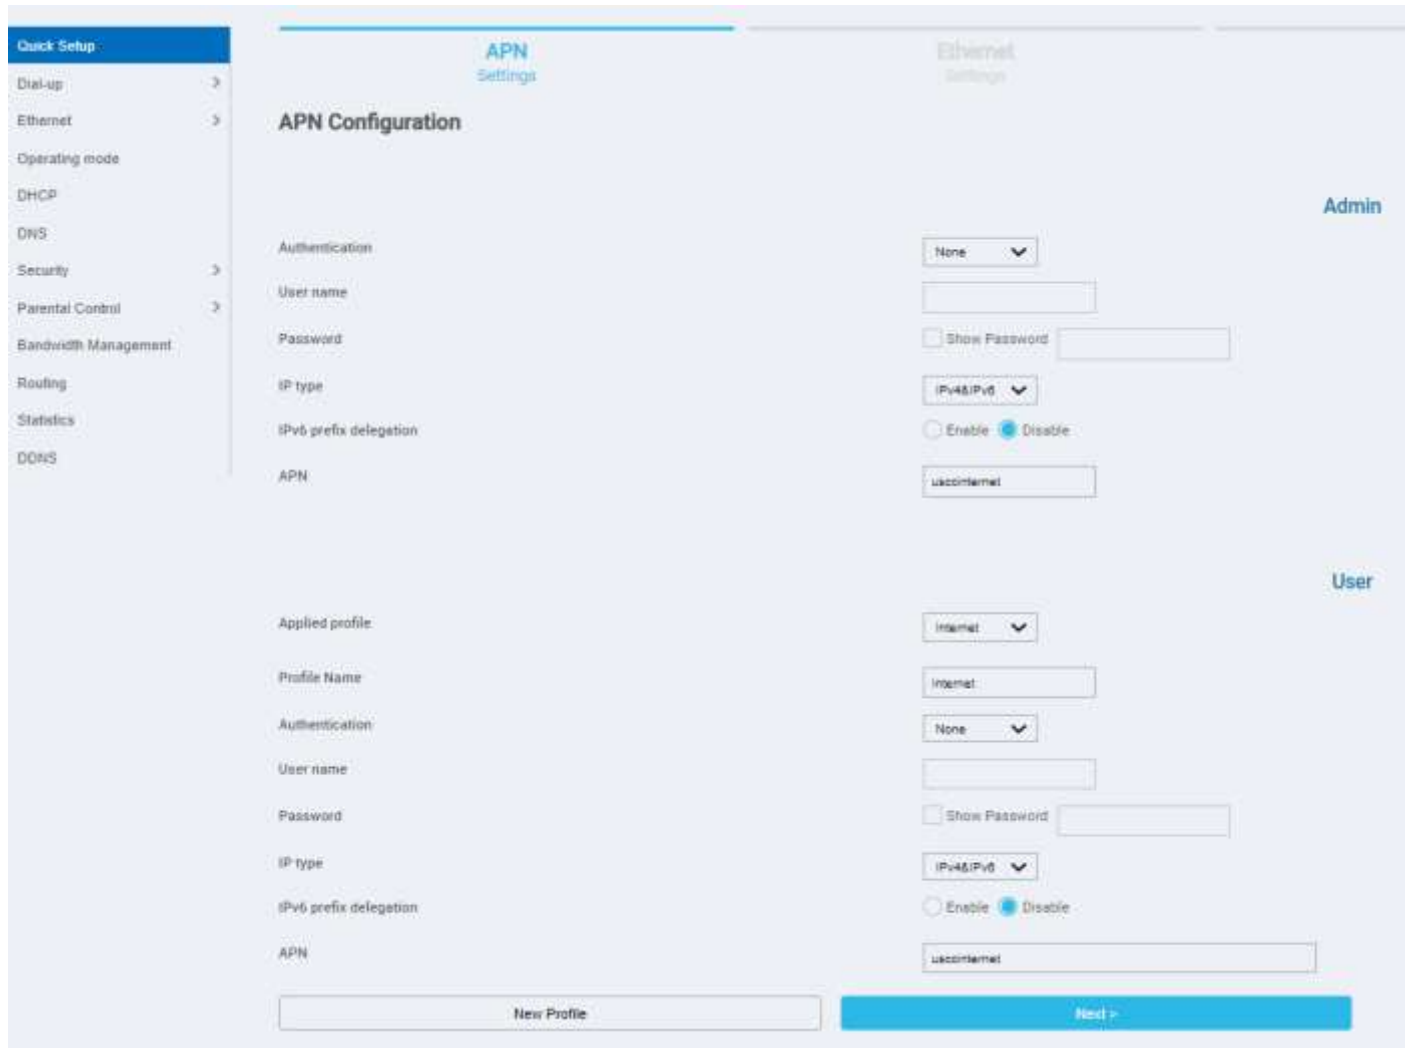 Quick Setup
Dial-up
Ethernet
Operating mode
DHCP
DNS
Security
Parental Control
Bandwidth Management
Routing
Statistics
DDNS
APN
Settings
Ethernet
Settings
APN Configuration
Admin
Authentication None
User name
Password Show Password
IP type IPv4&IPv6
IPv6 prefix delegation Enable Disable
APN usccinternet
User
Applied profile Internet
Profile Name Internet
Authentication None
User name
Password Show Password
IP type IPv4&IPv6
IPv6 prefix delegation Enable Disable
APN usccinternet
New Profile Next >